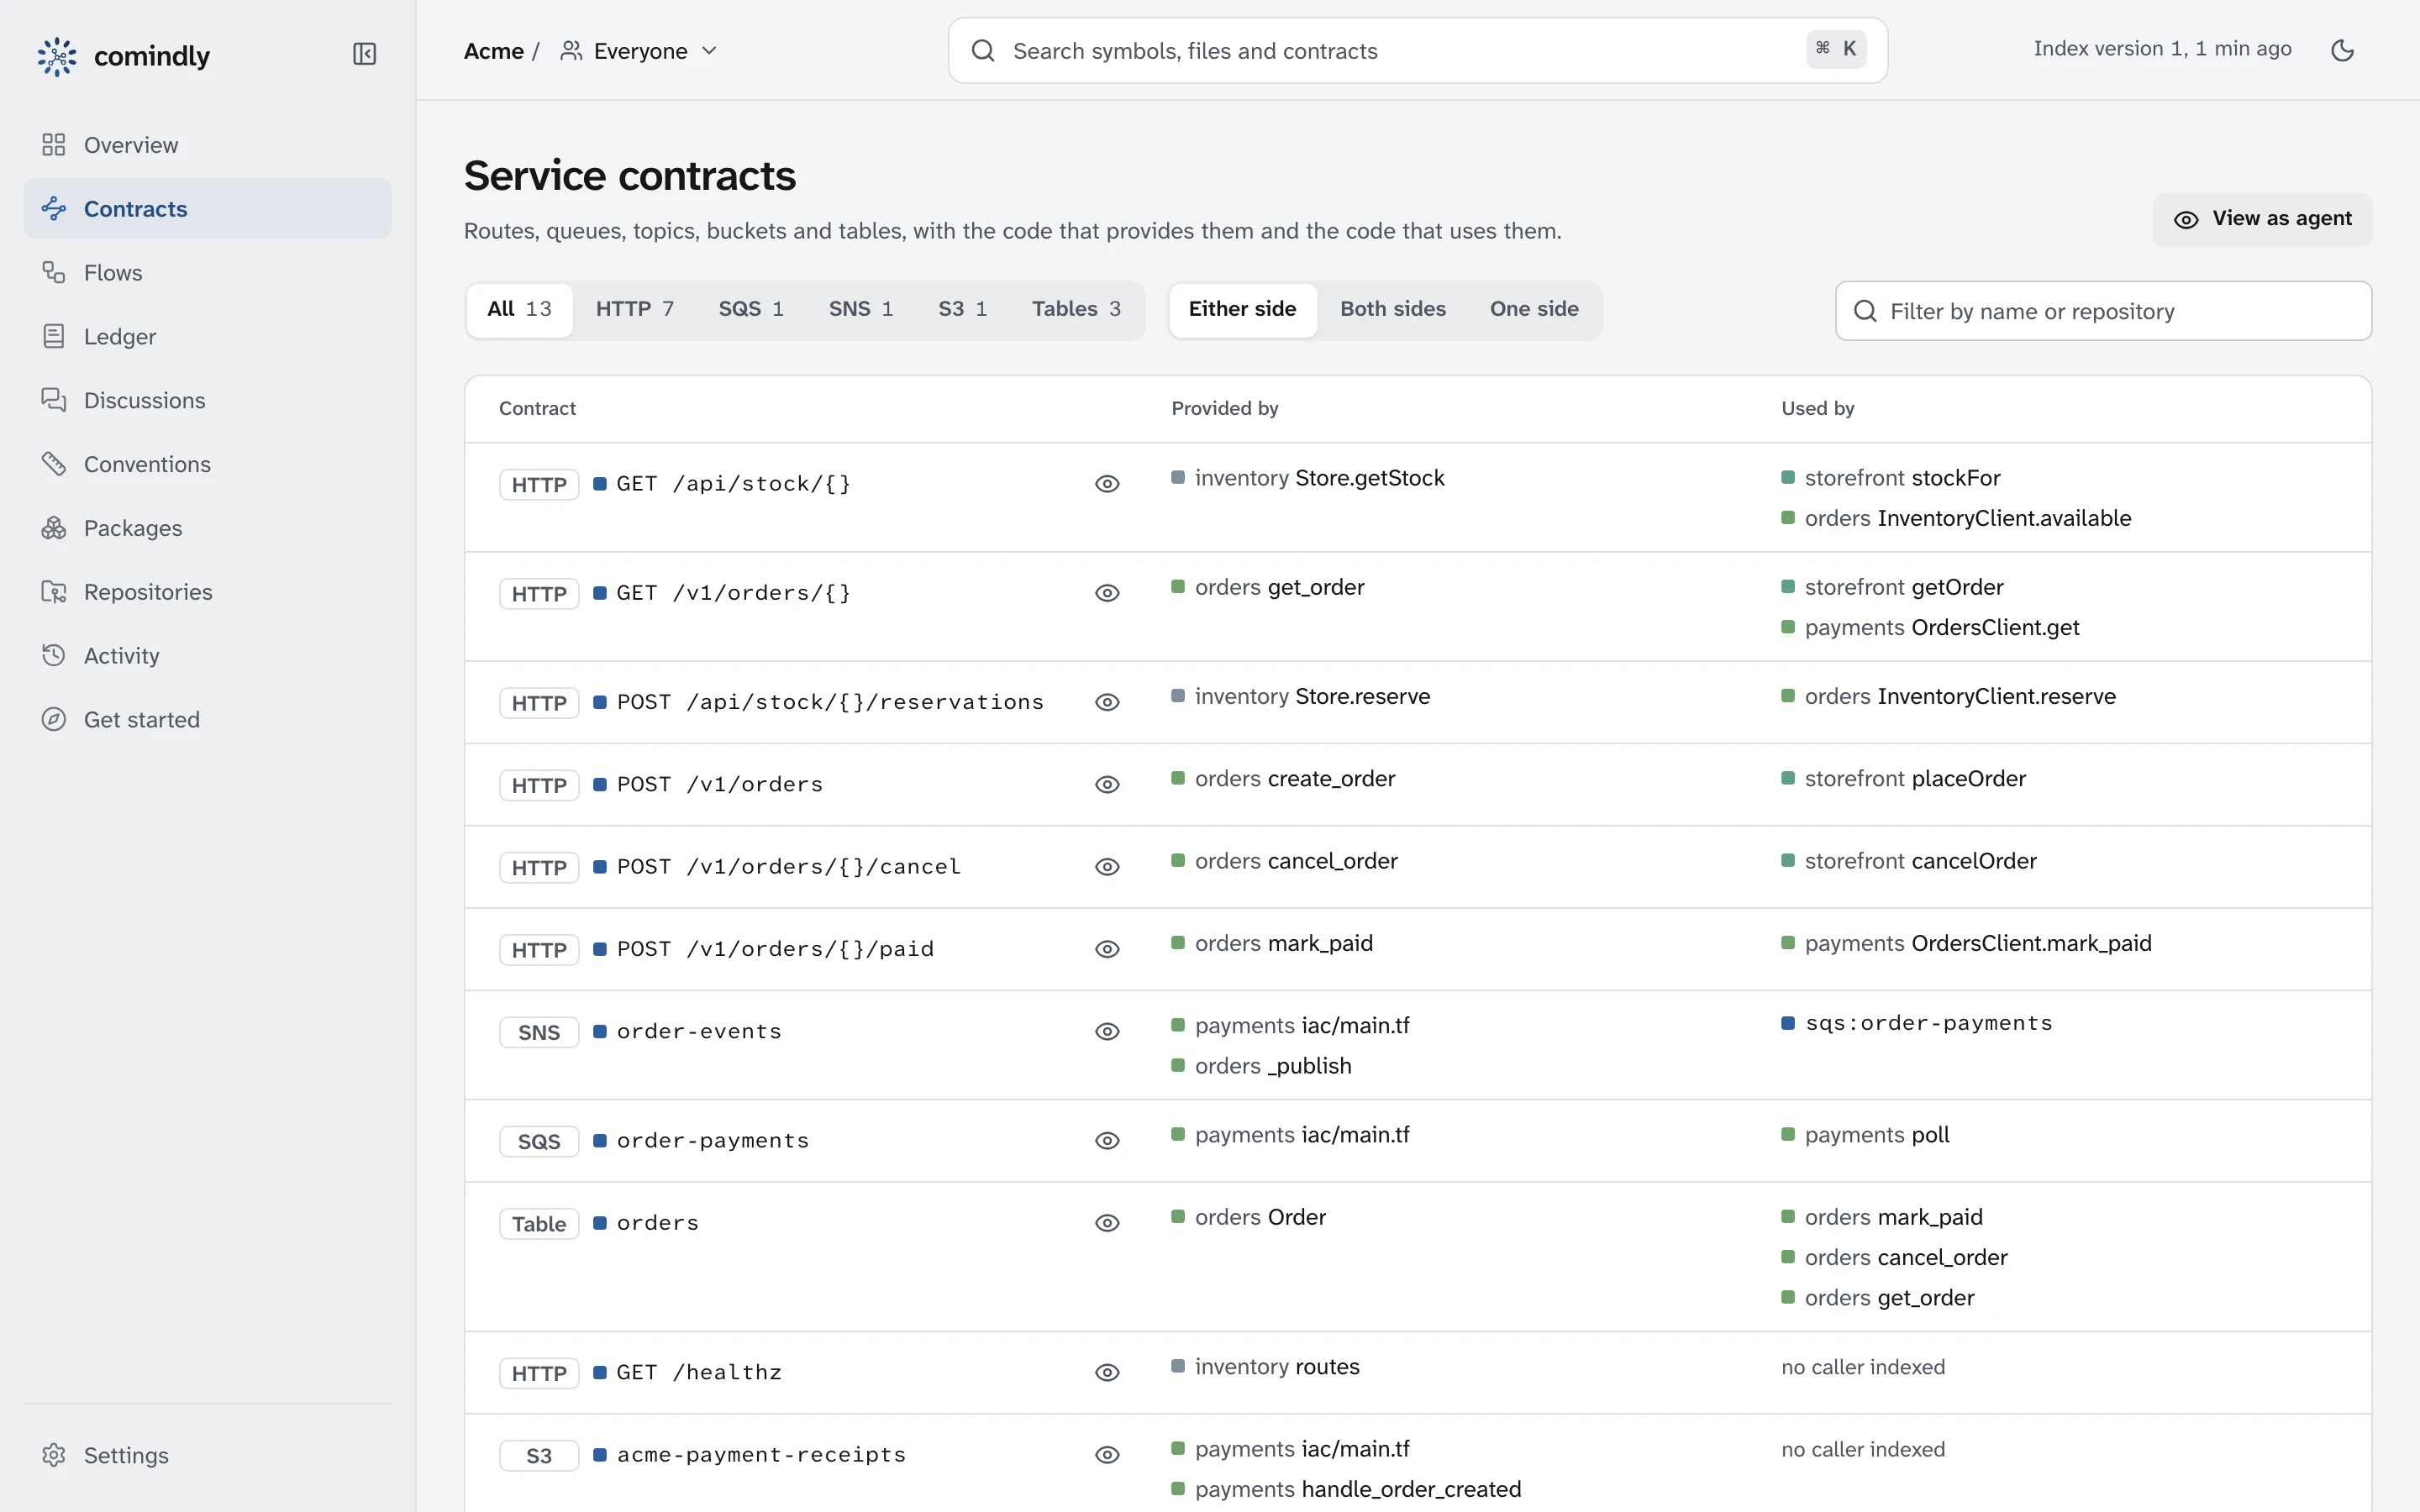 comindly
Acme / Everyone
Search symbols, files and contracts ⌘ K
Index version 1, 1 min ago
Overview
Contracts
Flows
Ledger
Discussions
Conventions
Packages
Repositories
Activity
Get started
Settings
Service contracts
Routes, queues, topics, buckets and tables, with the code that provides them and the code that uses them.
View as agent
All 13 HTTP 7 SQS 1 SNS 1 S3 1 Tables 3
Either side Both sides One side
Filter by name or repository
Contract Provided by Used by
HTTP GET /api/stock/{} inventory Store.getStock storefront stockFor
orders InventoryClient.available
HTTP GET /v1/orders/{} orders get_order storefront getOrder
payments OrdersClient.get
HTTP POST /api/stock/{}/reservations inventory Store.reserve orders InventoryClient.reserve
HTTP POST /v1/orders orders create_order storefront placeOrder
HTTP POST /v1/orders/{}/cancel orders cancel_order storefront cancelOrder
HTTP POST /v1/orders/{}/paid orders mark_paid payments OrdersClient.mark_paid
SNS order-events payments iac/main.tf sqs:order-payments
orders _publish
SQS order-payments payments iac/main.tf payments poll
Table orders orders Order orders mark_paid
orders cancel_order
orders get_order
HTTP GET /healthz inventory routes no caller indexed
S3 acme-payment-receipts payments iac/main.tf no caller indexed
payments handle_order_created